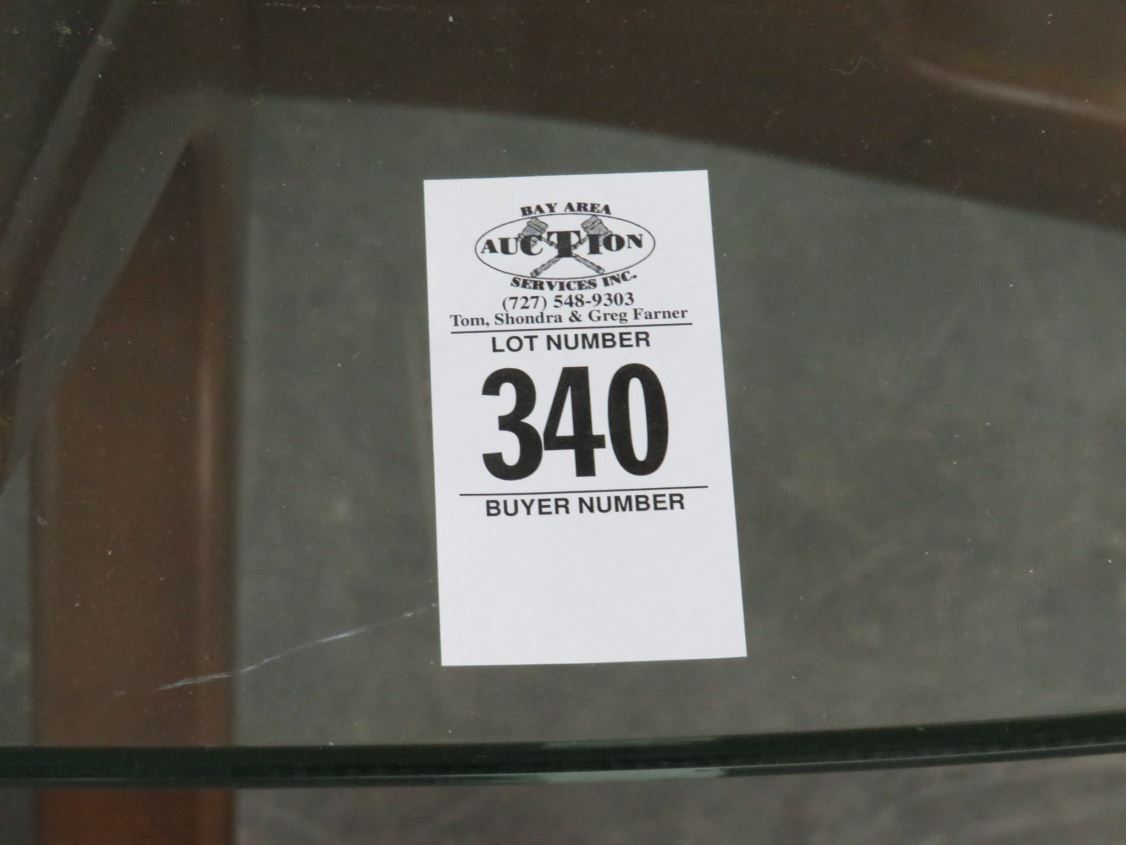 BAY AREA
AUCTION
SERVICES INC.
(727) 548-9303
Tom, Shondra & Greg Farner
LOT NUMBER
340
BUYER NUMBER